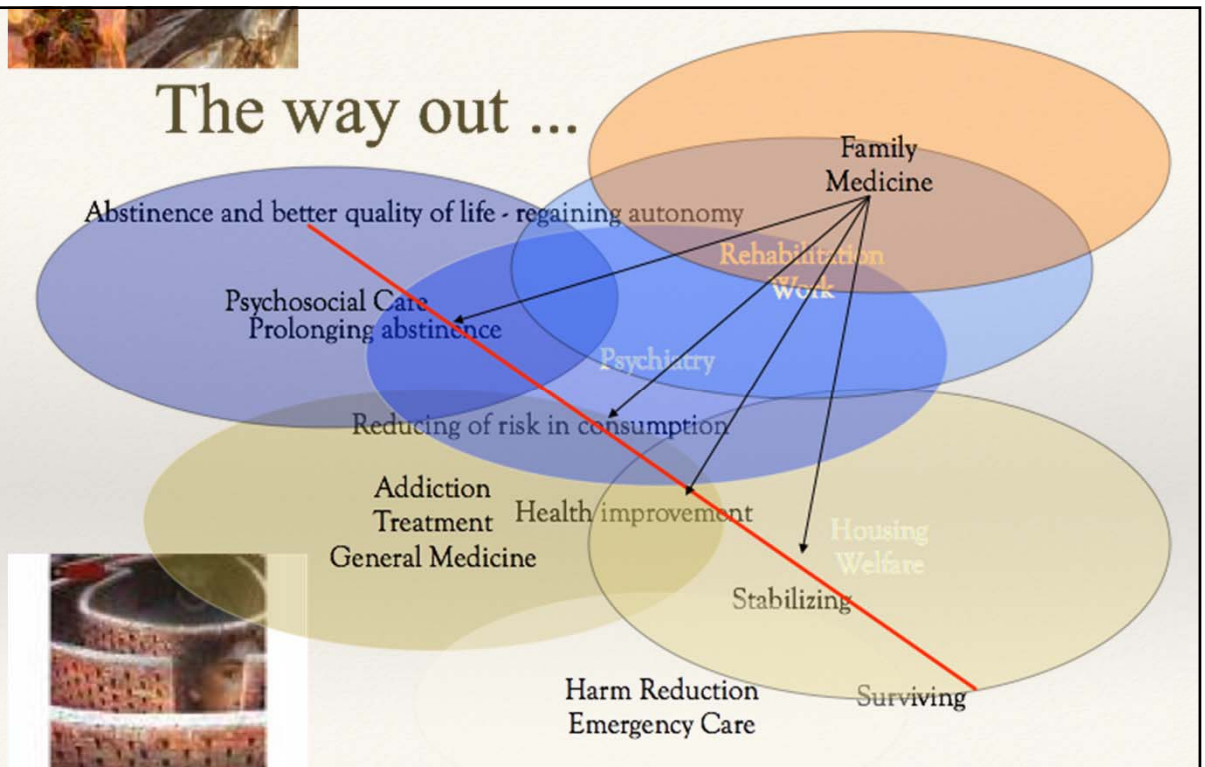 The way out ...
Family
Medicine
Abstinence and better quality of life - regaining autonomy
Rehabilitation
Work
Psychosocial Care
Prolonging abstinence
Psychiatry
Reducing of risk in consumption
Addiction
Treatment
General Medicine
Health improvement
Housing
Welfare
Stabilizing
Harm Reduction
Emergency Care
Surviving